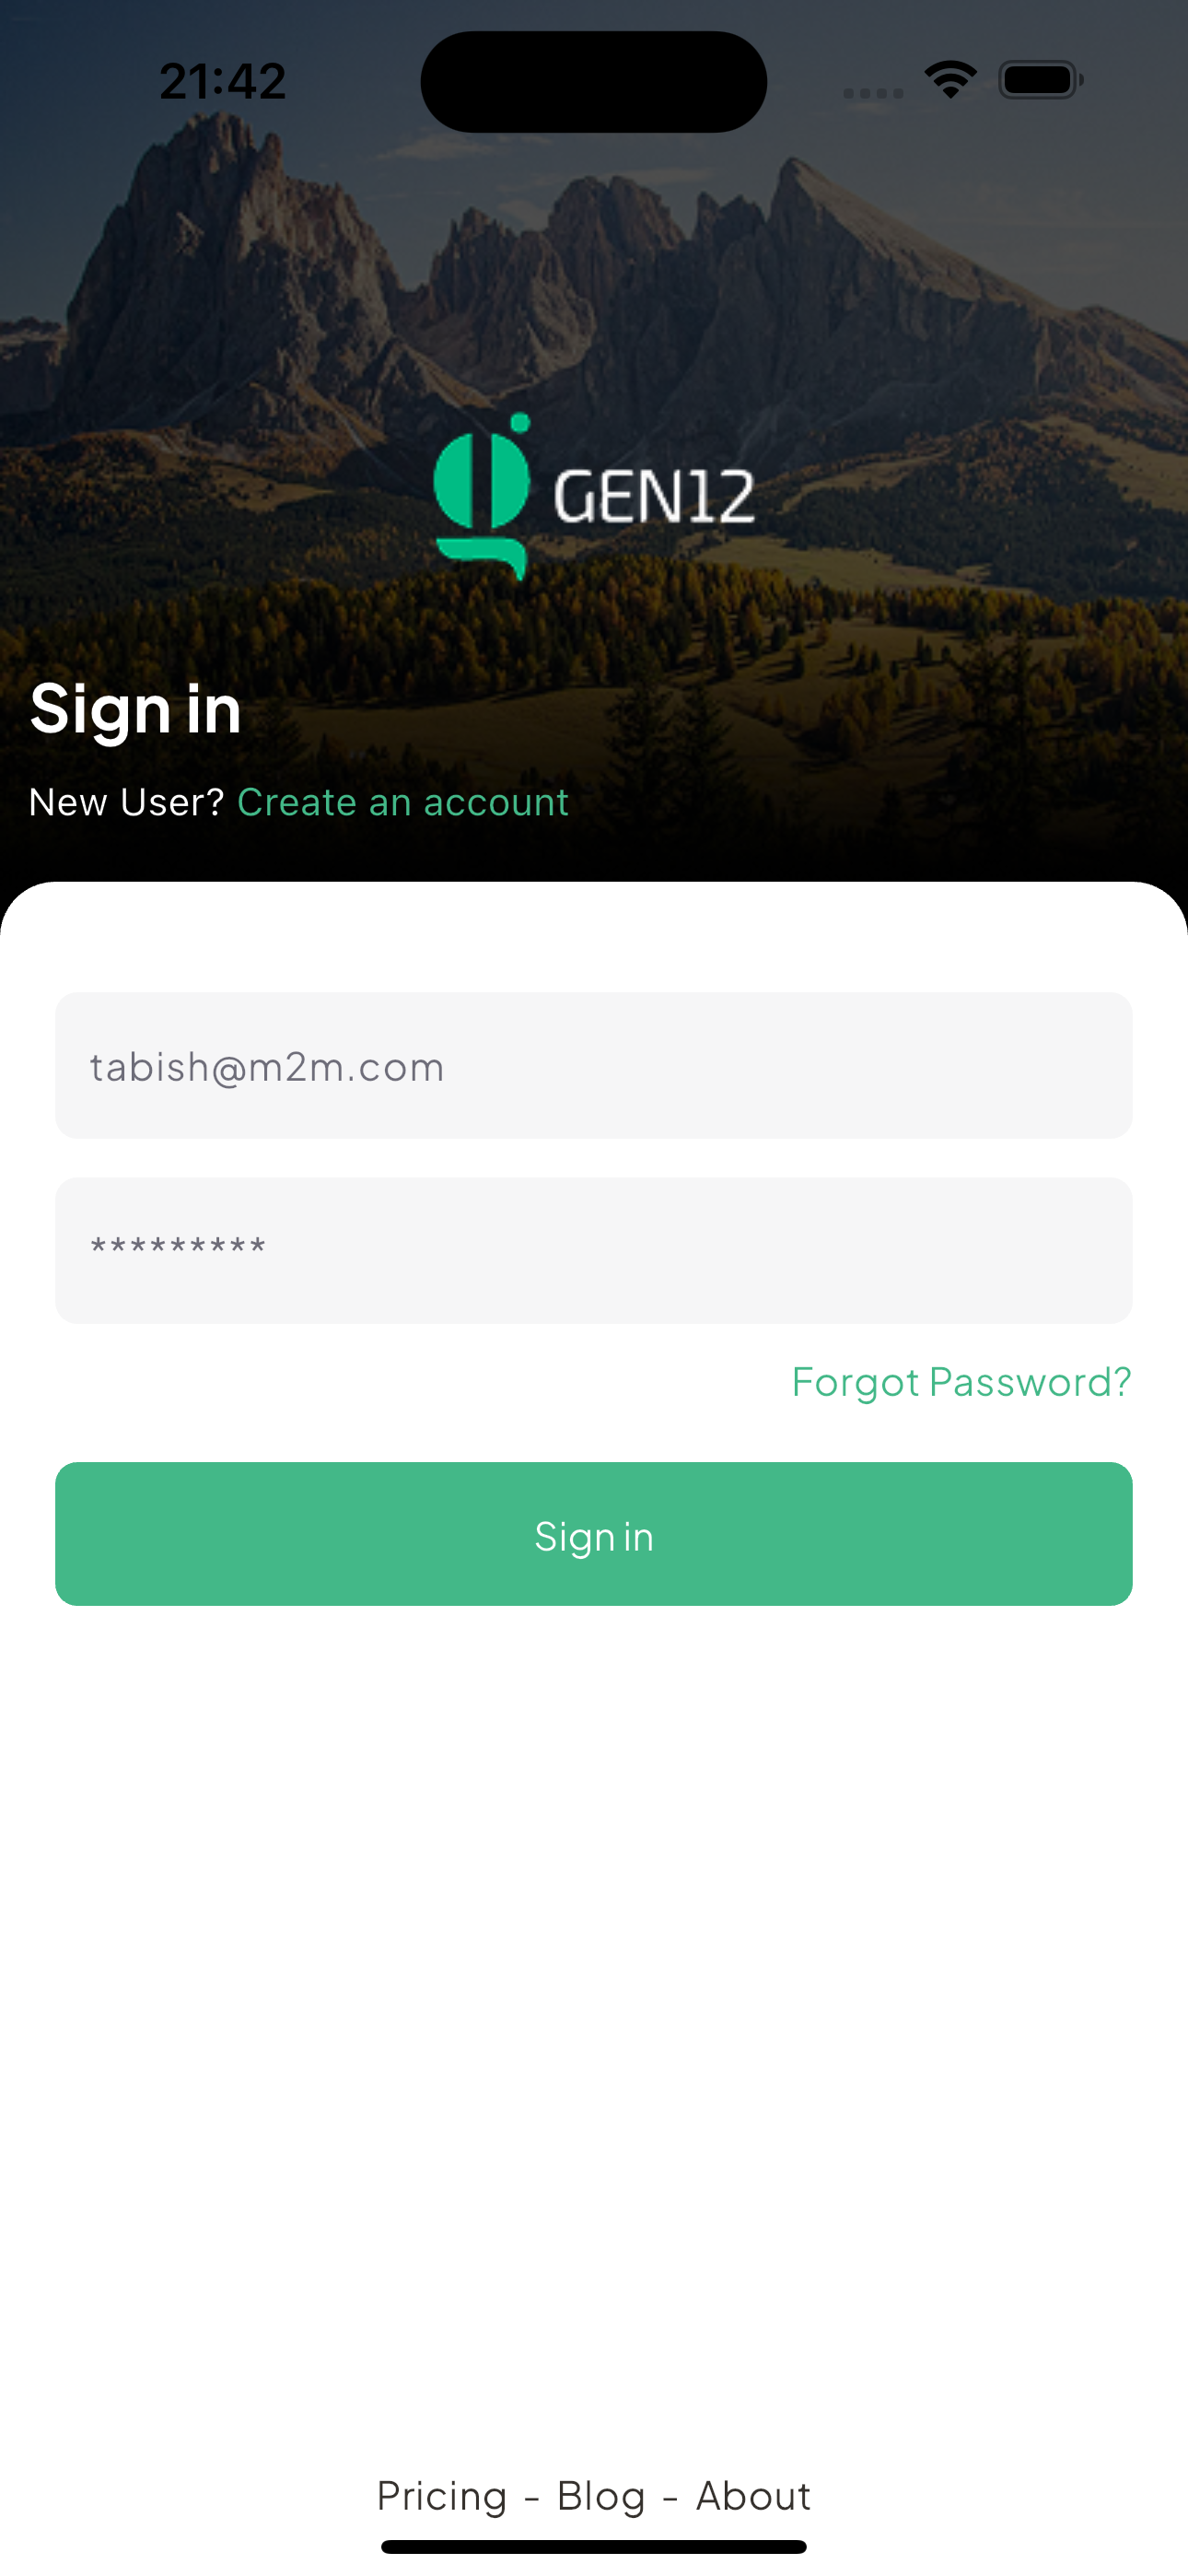 21:42
GEN12
Sign in
New User? Create an account
tabish@m2m.com
*********
Forgot Password?
Sign in
Pricing - Blog - About